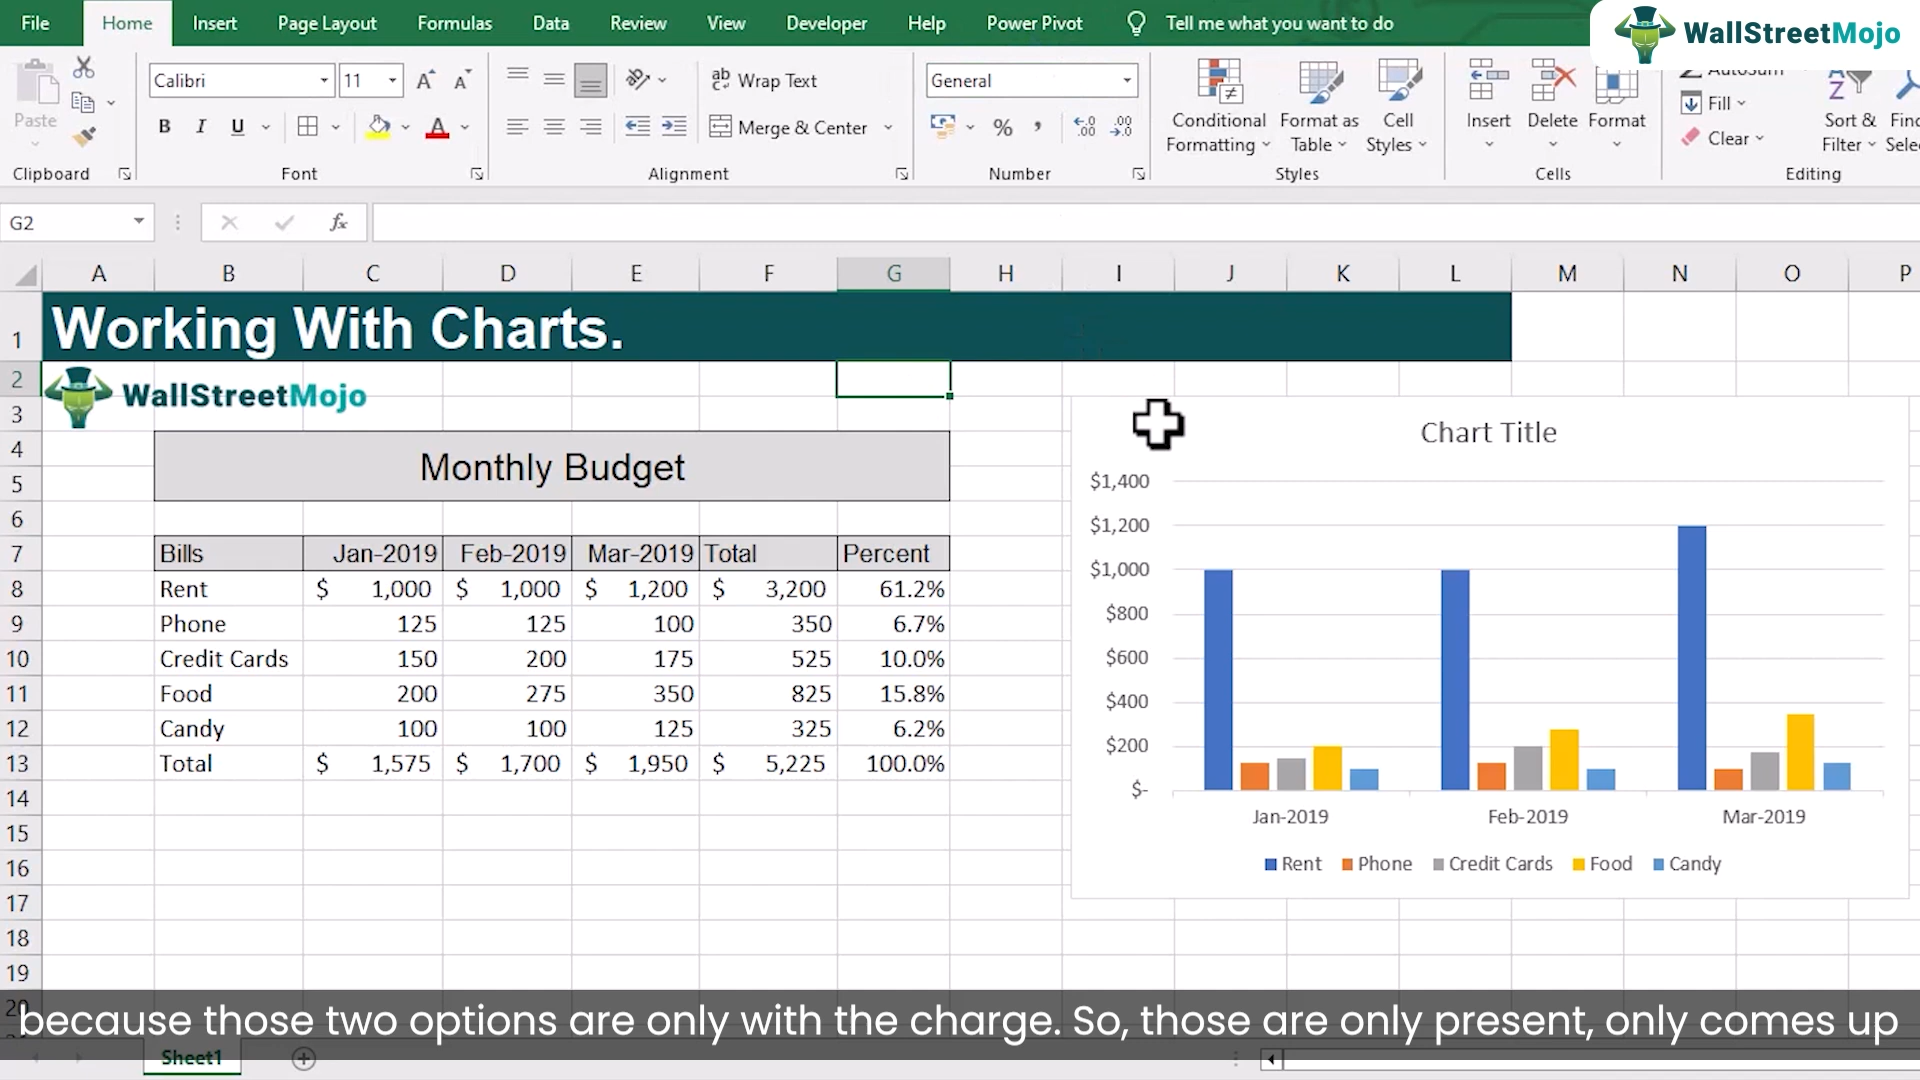 File Home Insert Page Layout Formulas Data Review View Developer Help Power Pivot Tell me what you want to do
WallStreetMojo
Calibri 11 Wrap Text General
Fill
Paste B I U Merge & Center % , Conditional Format as Cell Insert Delete Format Sort &
Formatting Table Styles Clear Filter
Clipboard Font Alignment Number Styles Cells Editing
G2 fx
A B C D E F G H I J K L M N O P
1 Working With Charts.
2
WallStreetMojo
3
Chart Title
4
Monthly Budget
5
6
7 Bills Jan-2019 Feb-2019 Mar-2019 Total Percent
8 Rent $ 1,000 $ 1,000 $ 1,200 $ 3,200 61.2%
9 Phone 125 125 100 350 6.7%
10 Credit Cards 150 200 175 525 10.0%
11 Food 200 275 350 825 15.8%
12 Candy 100 100 125 325 6.2%
13 Total $ 1,575 $ 1,700 $ 1,950 $ 5,225 100.0%
14
15
16
17
18
19
$1,400
$1,200
$1,000
$800
$600
$400
$200
$-
Jan-2019 Feb-2019 Mar-2019
Rent Phone Credit Cards Food Candy
20
because those two options are only with the charge. So, those are only present, only comes up
Sheet1